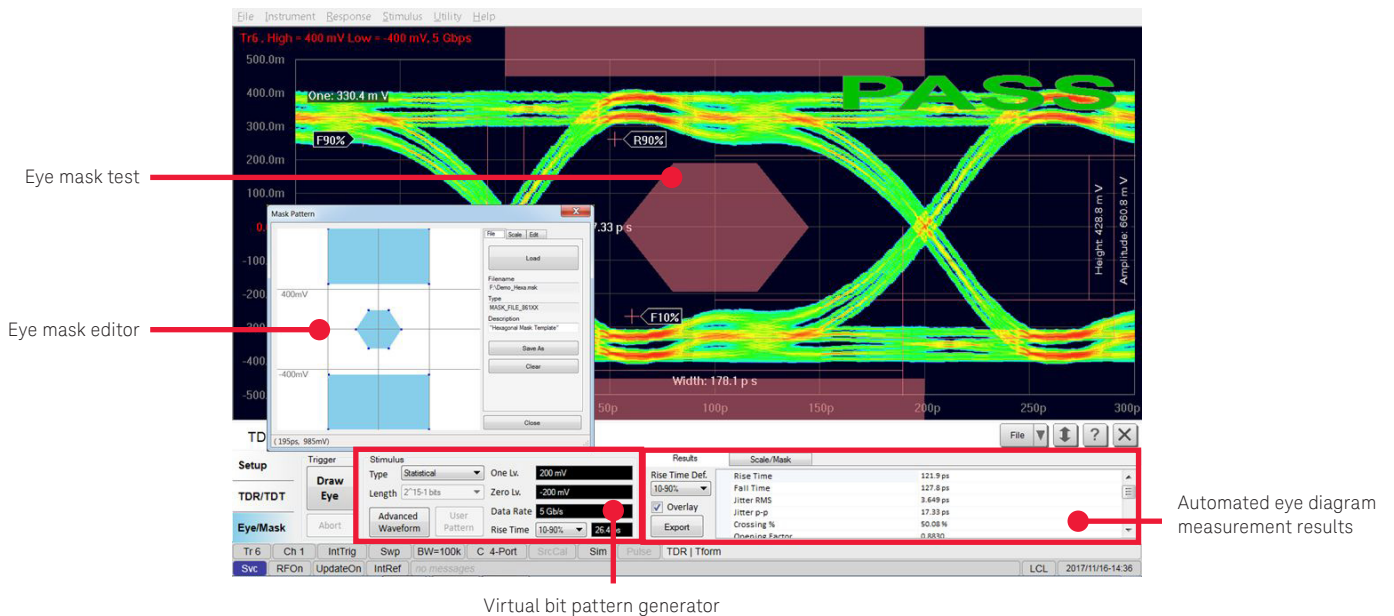 File Instrument Response Stimulus Utility Help
Tr6 , High = 400 mV Low = -400 mV, 5 Gbps
500.0m
400.0m
300.0m
200.0m
100.0m
-100.
-200.
-400.
-500.
One: 330.4 m V
PASS
F90%
R90%
F10%
7.33 p s
Height: 428.8 m V
Amplitude: 660.8 m V
Width: 178.1 p s
50p
100p
150p
200p
250p
300p
Eye mask test
Eye mask editor
Mask Pattern
400mV
-400mV
( 195ps, 985mV)
File Scale Edit
Load
Filename
F:\Demo_Hexa.msk
Type
MASK_FILE_861XX
Description
"Hexagonal Mask Template"
Save As
Clear
Close
TD
File
?
Setup
TDR/TDT
Eye/Mask
Trigger
Draw Eye
Abort
Stimulus
Type Statistical
Length 2^15-1 bits
Advanced Waveform
User Pattern
One Lv. 200 mV
Zero Lv. -200 mV
Data Rate 5 Gb/s
Rise Time 10-90%
Results
Scale/Mask
Rise Time Def.
10-90%
Overlay
Export
Rise Time 121.9 ps
Fall Time 127.8 ps
Jitter RMS 3.649 ps
Jitter p-p 17.33 ps
Crossing % 50.08 %
Opening Factor 0.8830
Automated eye diagram
measurement results
Tr 6 Ch 1 IntTrig Swp BW=100k C 4-Port SrcCal Sim Pulse TDR | Tform
Svc RFOn UpdateOn IntRef no messages LCL 2017/11/16-14:36
Virtual bit pattern generator